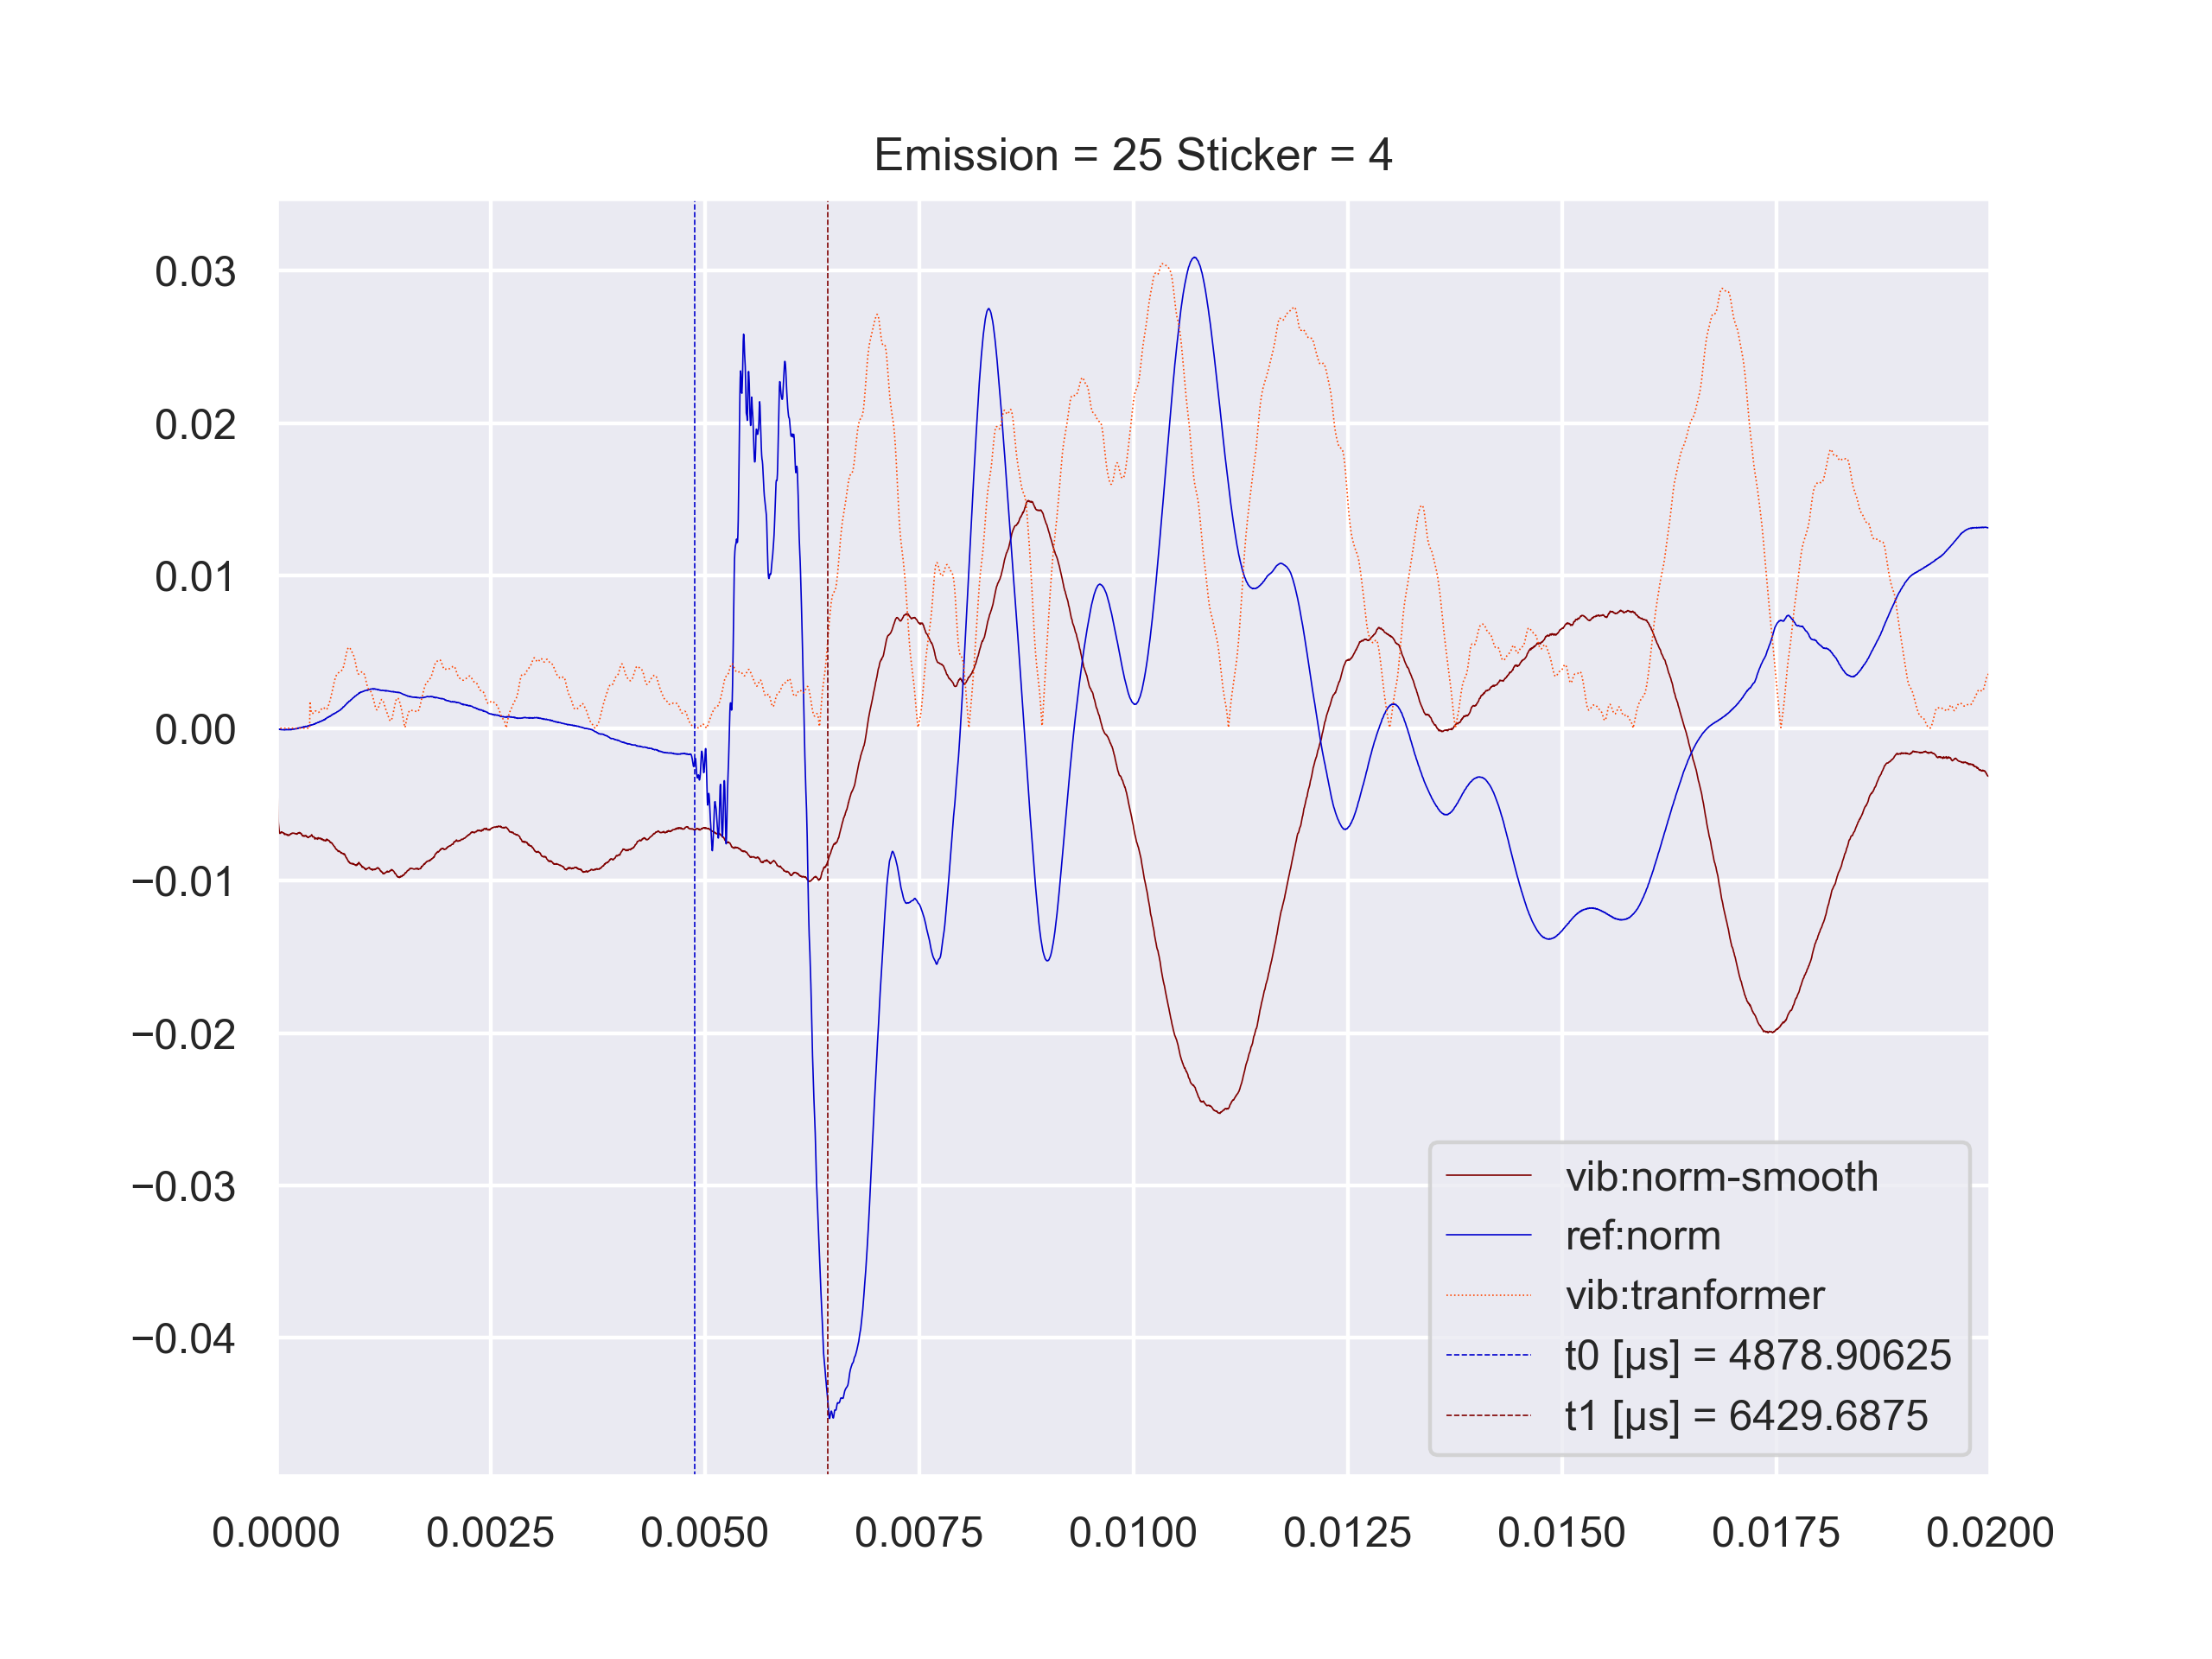 Emission = 25 Sticker = 4
0.03
0.02
0.01
0.00
−0.01
−0.02
−0.03
−0.04
vib:norm-smooth
ref:norm
vib:tranformer
t0 [µs] = 4878.90625
t1 [µs] = 6429.6875
0.0000 0.0025 0.0050 0.0075 0.0100 0.0125 0.0150 0.0175 0.0200